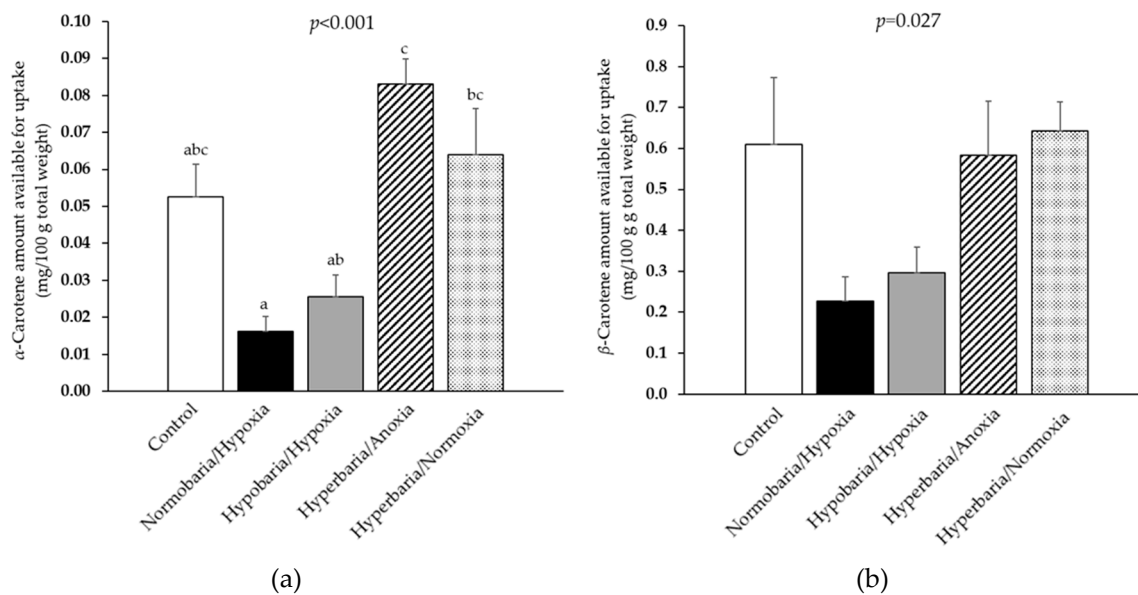 p<0.001
α-Carotene amount available for uptake
(mg/100 g total weight)
0.10
0.09
0.08
0.07
0.06
0.05
0.04
0.03
0.02
0.01
0.00
abc
a
ab
c
bc
Control
Normobaria/Hypoxia
Hypobaria/Hypoxia
Hyperbaria/Anoxia
Hyperbaria/Normoxia
(a)
p=0.027
β-Carotene amount available for uptake
(mg/100 g g total weight)
0.9
0.8
0.7
0.6
0.5
0.4
0.3
0.2
0.1
0.0
Control
Normobaria/Hypoxia
Hypobaria/Hypoxia
Hyperbaria/Anoxia
Hyperbaria/Normoxia
(b)